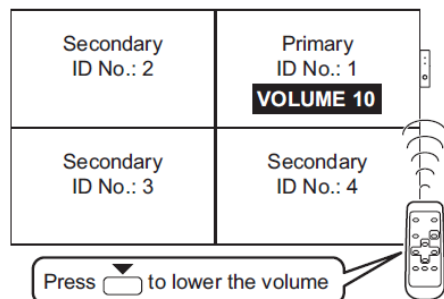 Secondary
ID No.: 2
Primary
ID No.: 1
VOLUME 10
Secondary
ID No.: 3
Secondary
ID No.: 4
Press to lower the volume